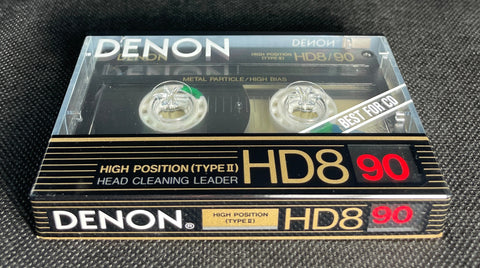 DENON
DENON
HIGH POSITION (TYPE II)
HD8/90
METAL PARTICLE/HIGH BIAS
BEST FOR CD
HIGH POSITION (TYPE II)
HEAD CLEANING LEADER
HD8 90
DENON®
HIGH POSITION
(TYPE II)
HD8 90